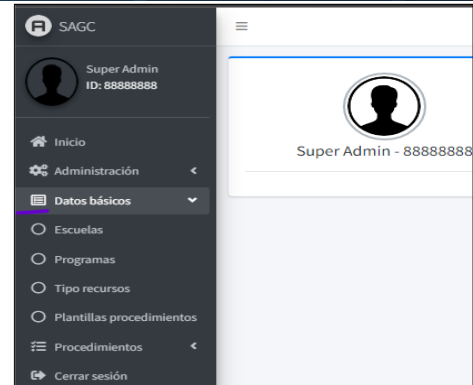 SAGC
Super Admin
ID: 88888888
Super Admin - 88888888
Inicio
Administración
Datos básicos
Escuelas
Programas
Tipo recursos
Plantillas procedimientos
Procedimientos
Cerrar sesión